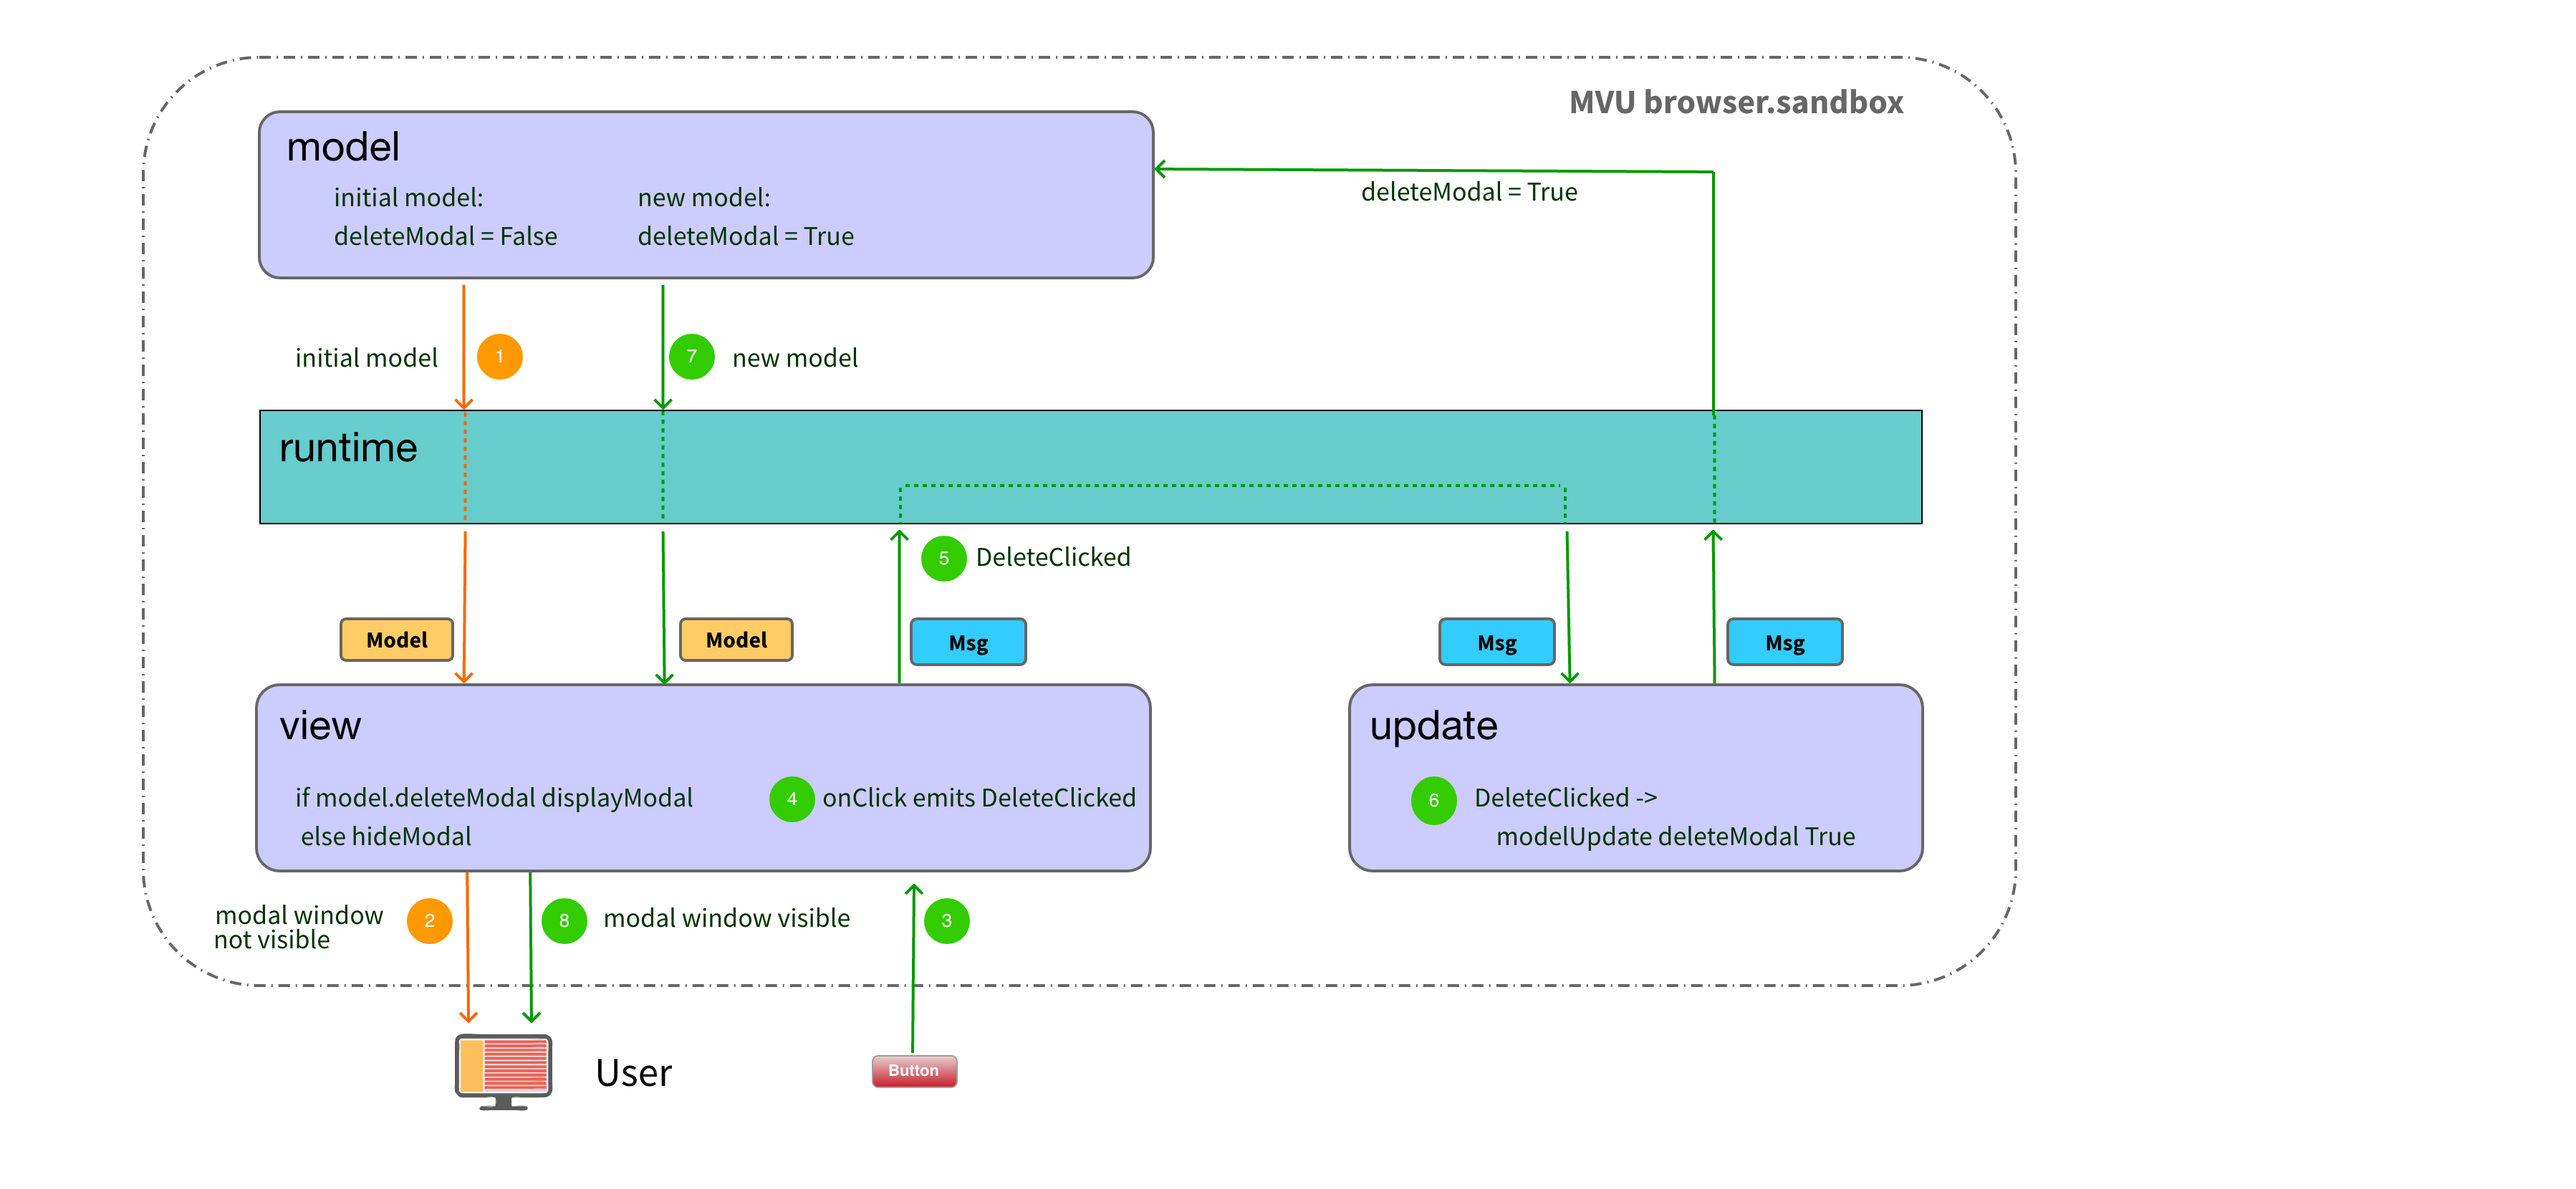 MVU browser.sandbox
model
initial model:
deleteModal = False
new model:
deleteModal = True
deleteModal = True
initial model
1
7
new model
runtime
5
DeleteClicked
Model
Model
Msg
Msg
Msg
view
if model.deleteModal displayModal
else hideModal
4
onClick emits DeleteClicked
update
6
DeleteClicked ->
modelUpdate deleteModal True
modal window
not visible
2
8
modal window visible
3
User
Button